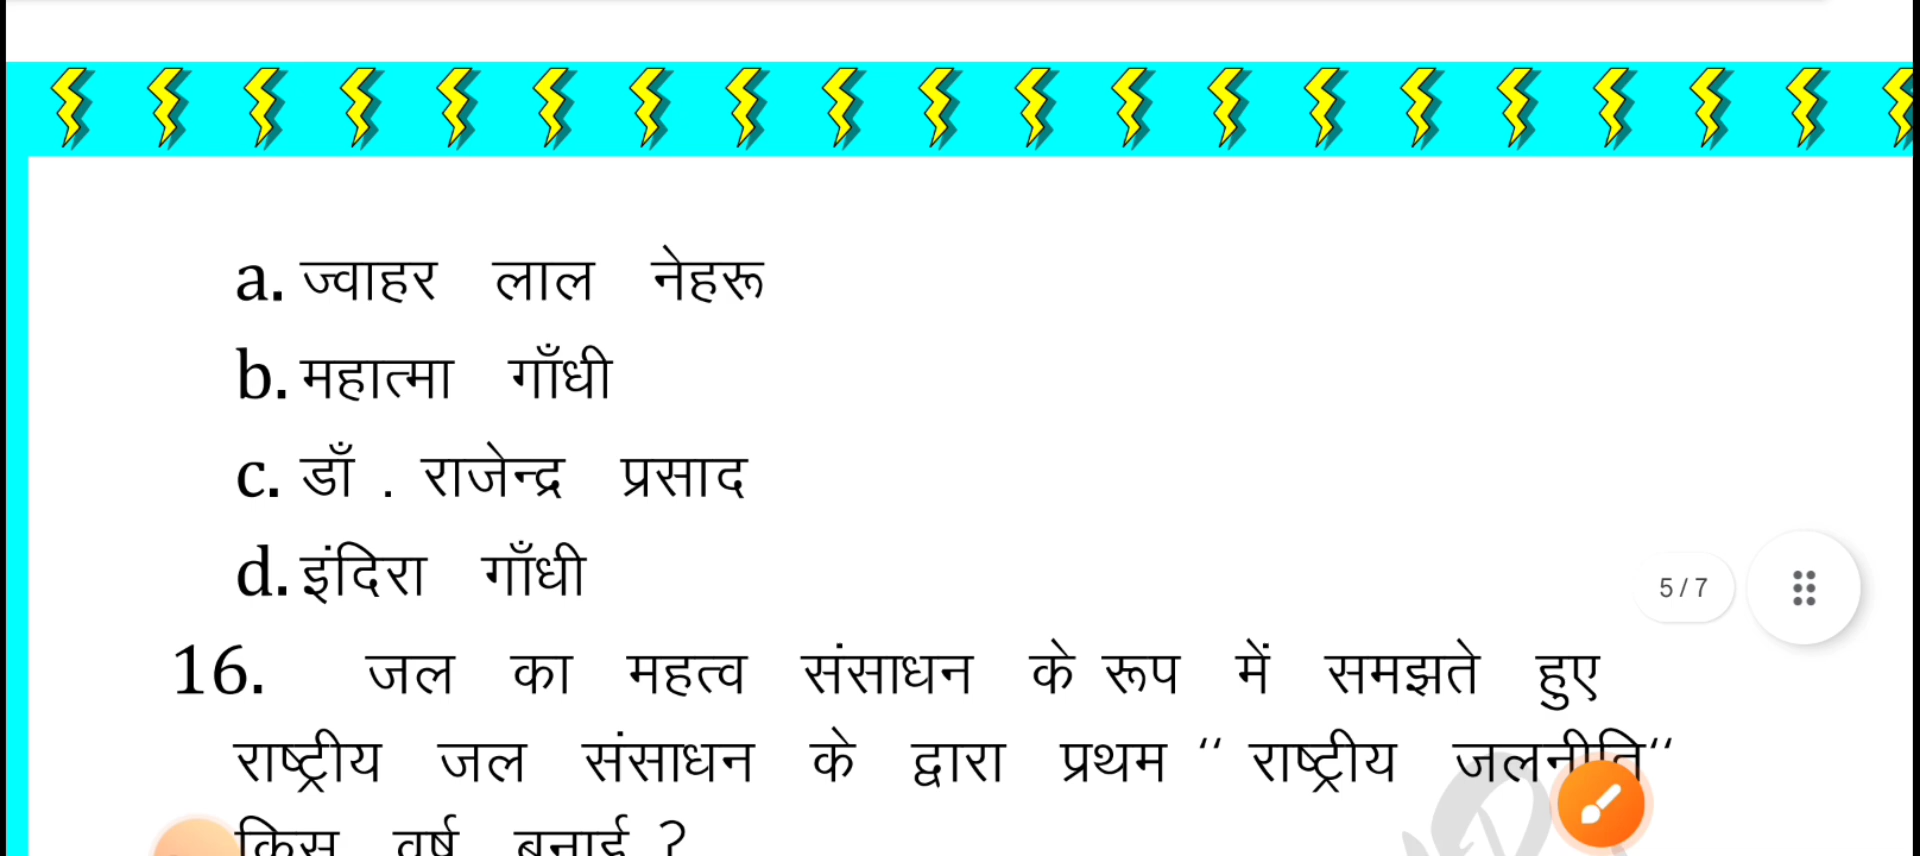 a. ज्वाहर लाल नेहरू
b. महात्मा गाँधी
c. डाँ . राजेन्द्र प्रसाद
d. इंदिरा गाँधी
5 / 7
16. जल का महत्व संसाधन के रूप में समझते हुए
राष्ट्रीय जल संसाधन के द्वारा प्रथम “ राष्ट्रीय जलनीति“
किस वर्ष बनाई ?